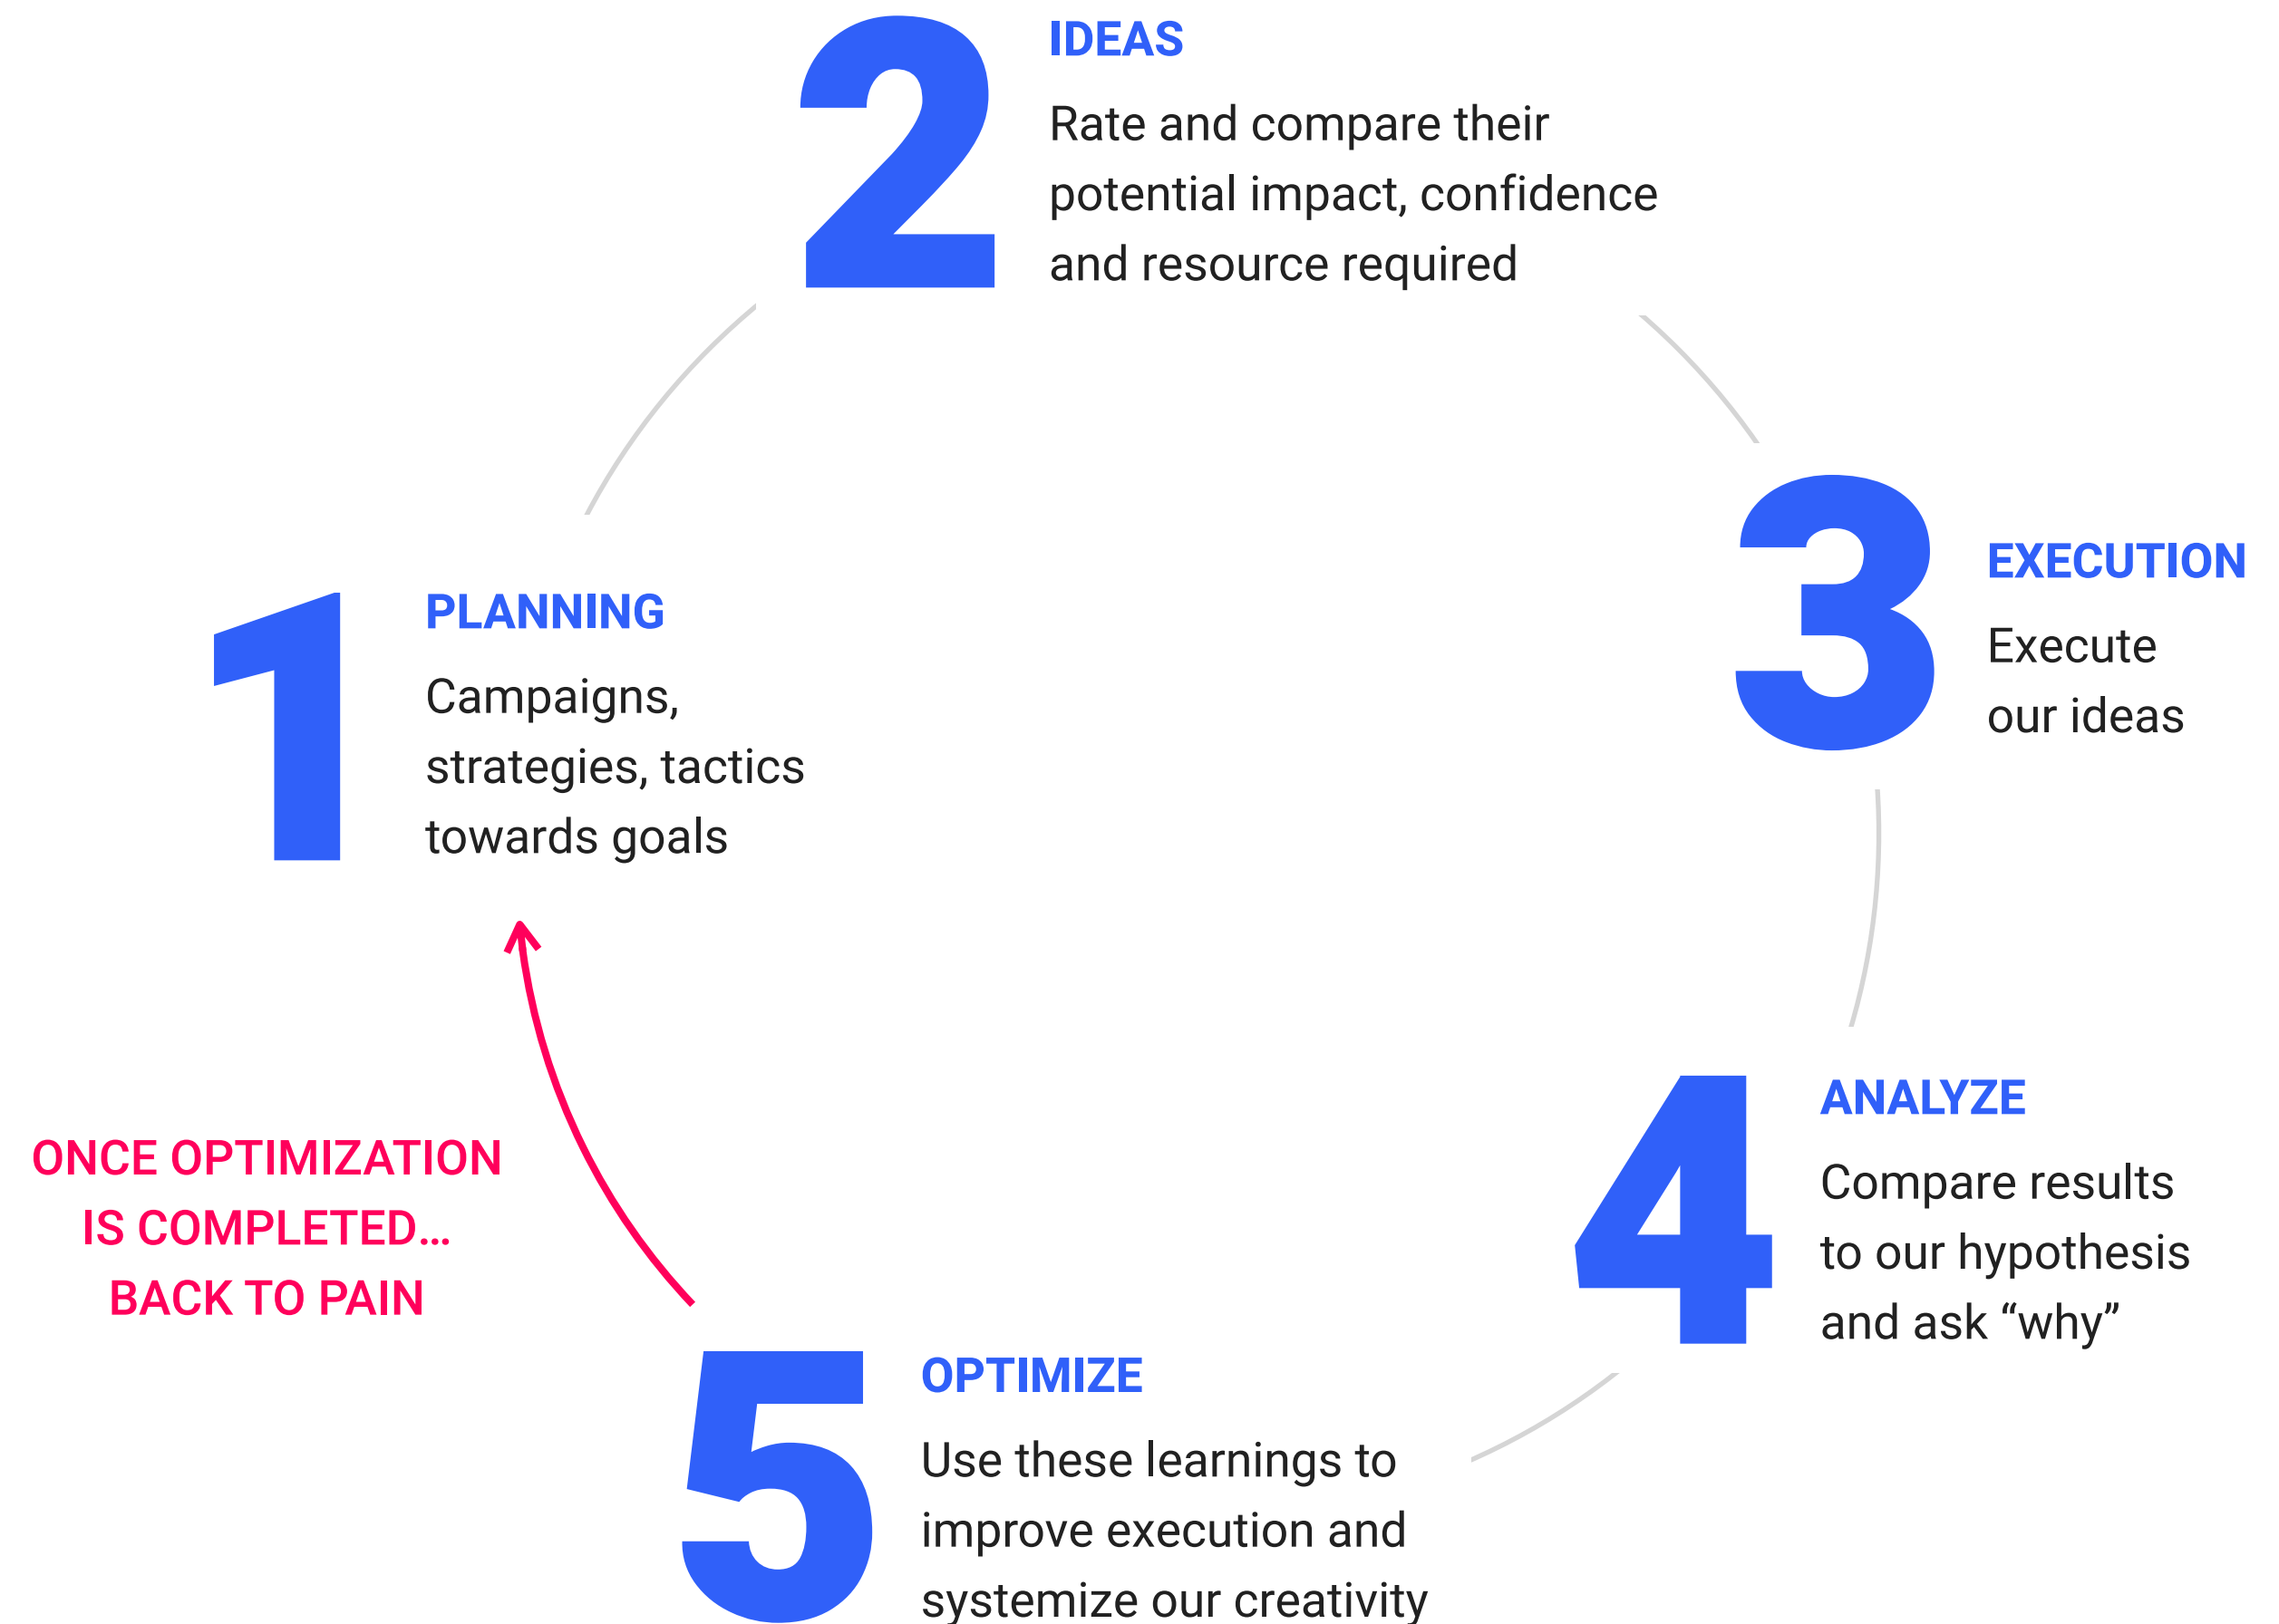 2
IDEAS
Rate and compare their
potential impact, confidence
and resource required
3
EXECUTION
Execute
our ideas
1
PLANNING
Campaigns,
strategies, tactics
towards goals
4
ANALYZE
Compare results
to our hypothesis
and ask “why”
ONCE OPTIMIZATION
IS COMPLETED...
BACK TO PAIN
5
OPTIMIZE
Use these learnings to
improve execution and
systemize our creativity